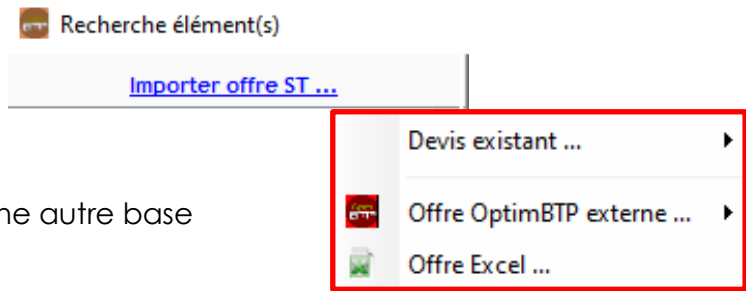 Recherche élément(s)
Importer offre ST ...
Devis existant ...
ne autre base
Offre OptimBTP externe ...
Offre Excel ...